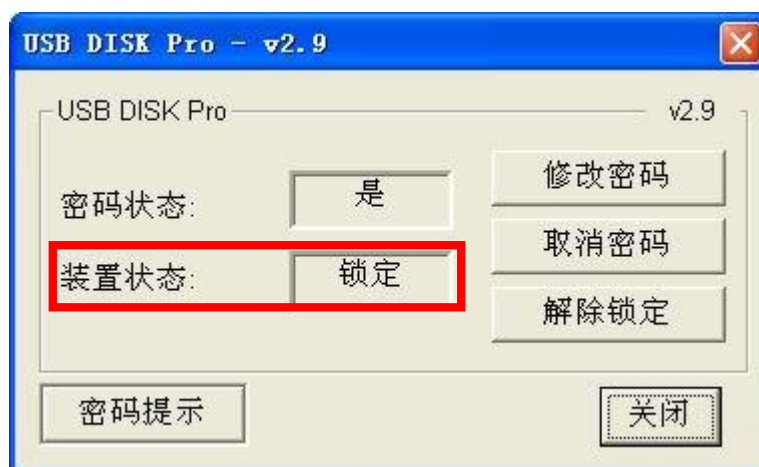 USB DISK Pro - v2.9
USB DISK Pro v2.9
密码状态: 是 修改密码
取消密码
装置状态: 锁定
解除锁定
密码提示 关闭